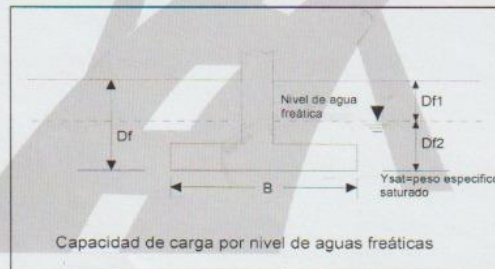 Nivel de agua
freática
Df1
Df
Df2
B
Ysat=peso especifico
saturado
Capacidad de carga por nivel de aguas freáticas